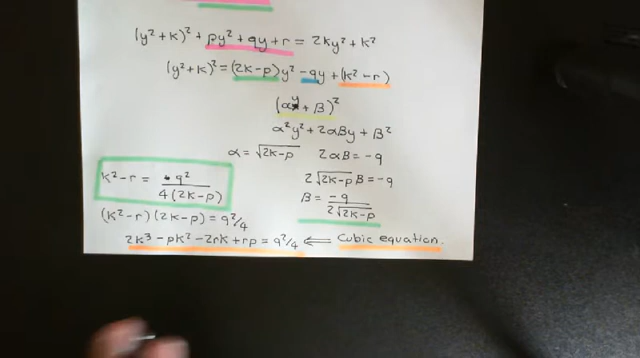 (y² + k)² + py² + qy + r = 2ky² + k²
(y² + k)² = (2k-p)y² - qy + (k² - r)
(αy + β)²
α²y² + 2αβy + β²
α = √2k-p 2αβ = -q
k² - r = q² / 4(2k-p)
2√2k-p β = -q
β = -q / 2√2k-p
(k² - r)(2k-p) = q²/4
2k³ - pk² - 2rk + rp = q²/4 ⇐ Cubic equation.